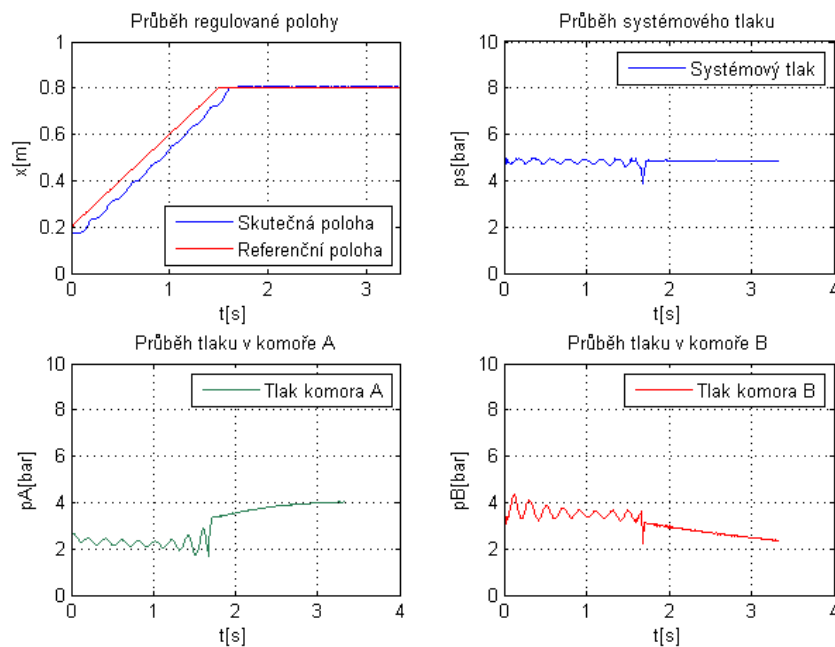 Průběh regulované polohy
1
0.8
0.6
0.4
0.2
0
x[m]
Skutečná poloha
Referenční poloha
0 1 2 3
t[s]
Průběh systémového tlaku
10
8
6
4
2
0
ps[bar]
Systémový tlak
0 1 2 3 4
t[s]
Průběh tlaku v komoře A
10
8
6
4
2
0
pA[bar]
Tlak komora A
0 1 2 3 4
t[s]
Průběh tlaku v komoře B
10
8
6
4
2
0
pB[bar]
Tlak komora B
0 1 2 3 4
t[s]